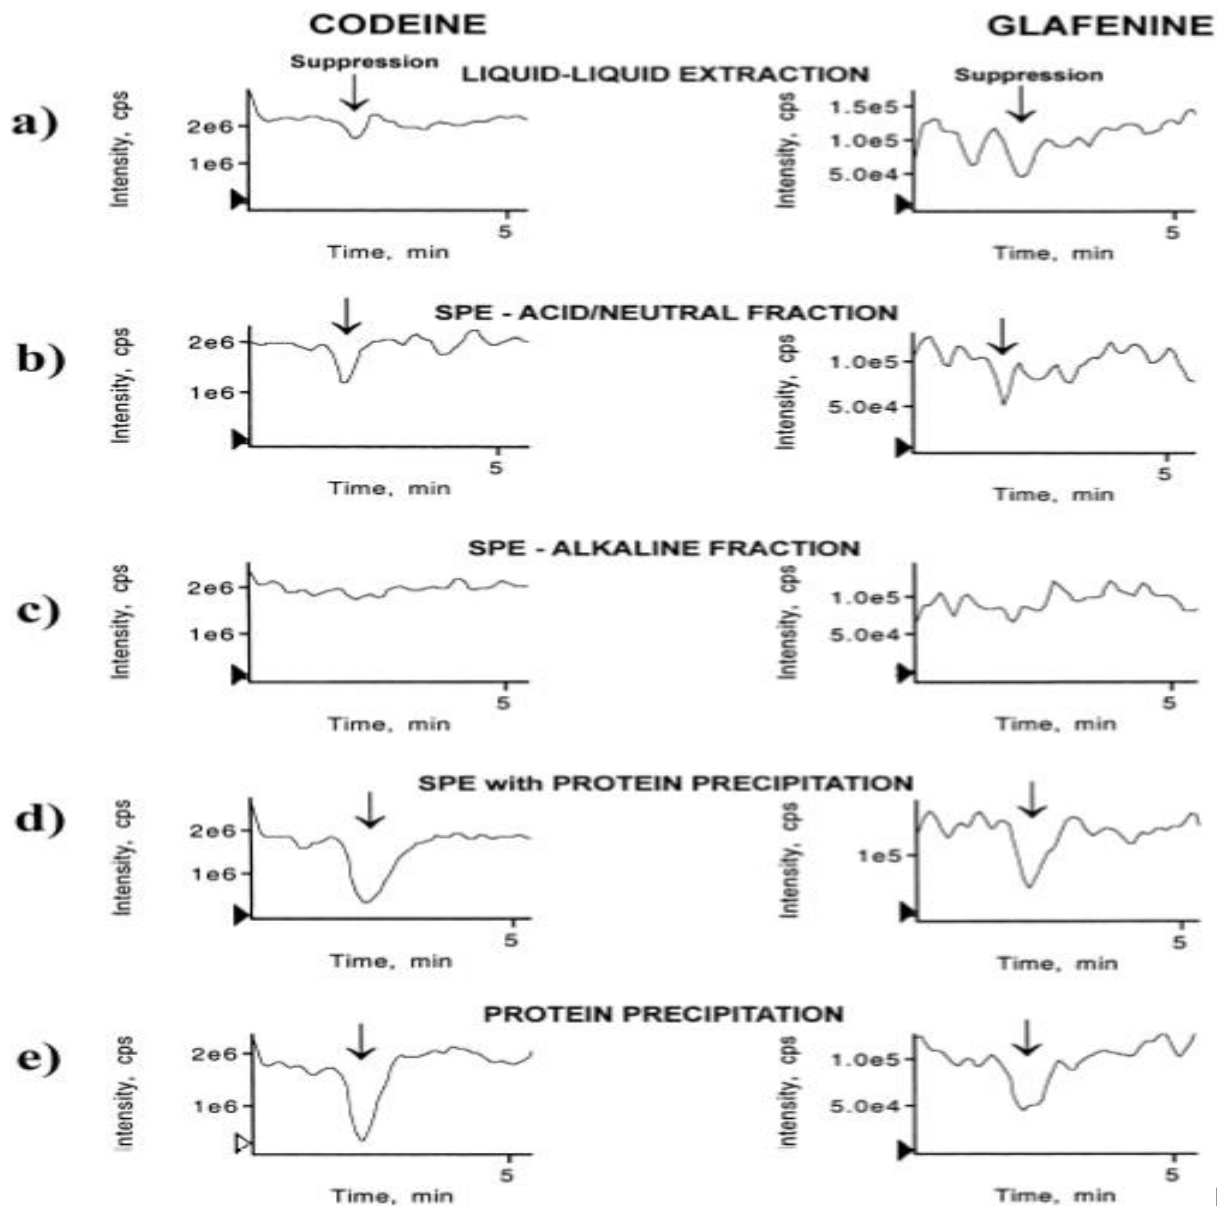 CODEINE GLAFENINE
Suppression LIQUID-LIQUID EXTRACTION Suppression
a)
Intensity, cps
2e6
1e6
5
Time, min
Intensity, cps
1.5e5
1.0e5
5.0e4
5
Time, min
SPE - ACID/NEUTRAL FRACTION
b)
Intensity, cps
2e6
1e6
5
Time, min
Intensity, cps
1.0e5
5.0e4
5
Time, min
SPE - ALKALINE FRACTION
c)
Intensity, cps
2e6
1e6
5
Time, min
Intensity, cps
1.0e5
5.0e4
5
Time, min
SPE with PROTEIN PRECIPITATION
d)
Intensity, cps
2e6
1e6
5
Time, min
Intensity, cps
1e5
5
Time, min
PROTEIN PRECIPITATION
e)
Intensity, cps
2e6
1e6
5
Time, min
Intensity, cps
1.0e5
5.0e4
5
Time, min